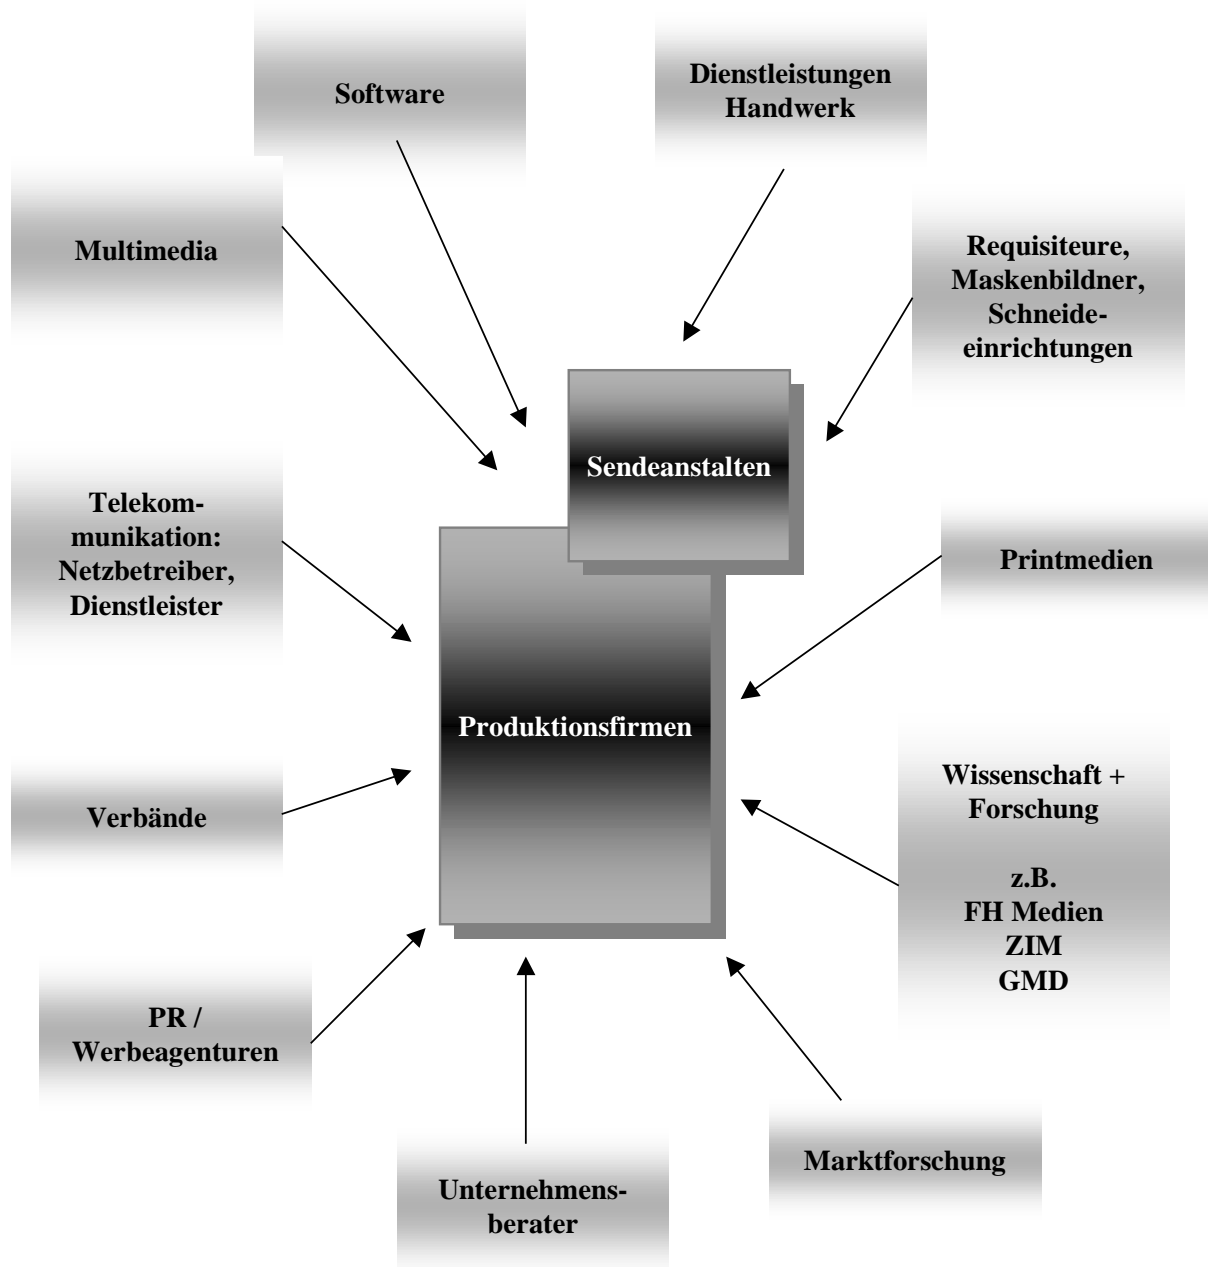 Software
Dienstleistungen
Handwerk
Multimedia
Requisiteure,
Maskenbildner,
Schneide-
einrichtungen
Sendeanstalten
Telekom-
munikation:
Netzbetreiber,
Dienstleister
Printmedien
Produktionsfirmen
Verbände
Wissenschaft +
Forschung
z.B.
FH Medien
ZIM
GMD
PR /
Werbeagenturen
Unternehmens-
berater
Marktforschung